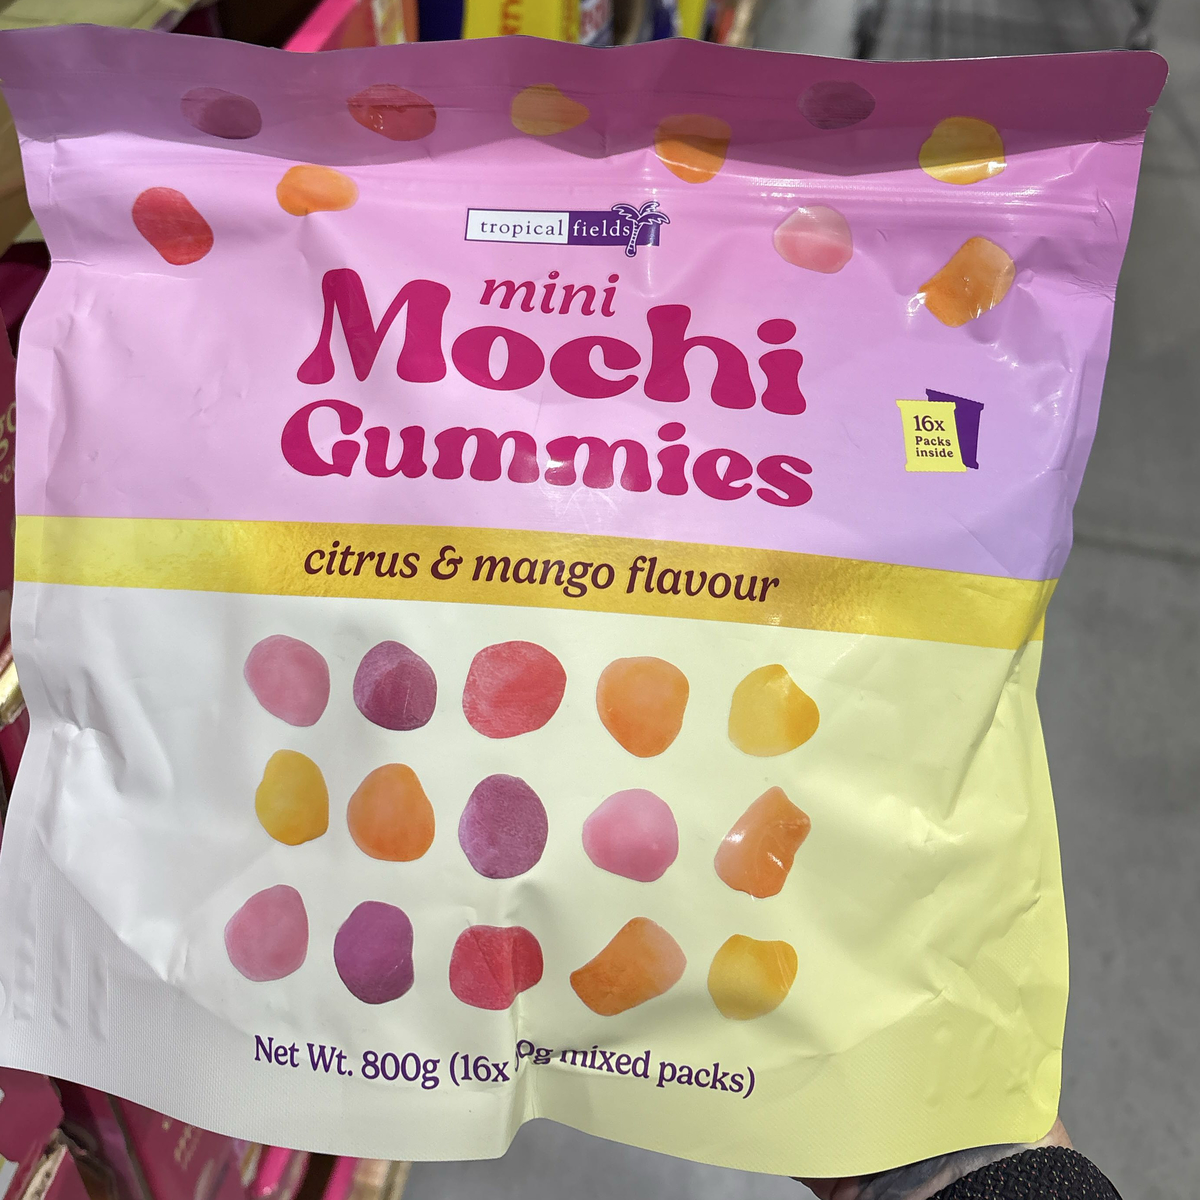 tropical fields
mini
Mochi
Gummies
16x
Packs
inside
citrus & mango flavour
Net Wt. 800g (16x mixed packs)